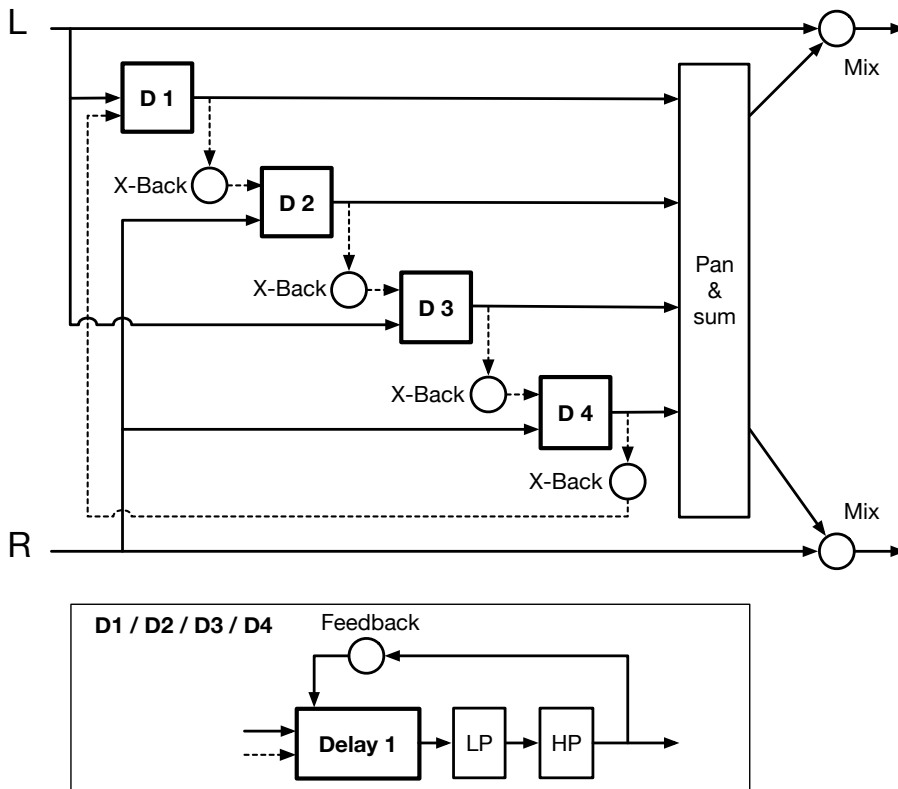 L
Mix
D 1
X-Back
D 2
X-Back
D 3
Pan
&
sum
X-Back
D 4
X-Back
Mix
R
D1 / D2 / D3 / D4
Feedback
Delay 1
LP
HP